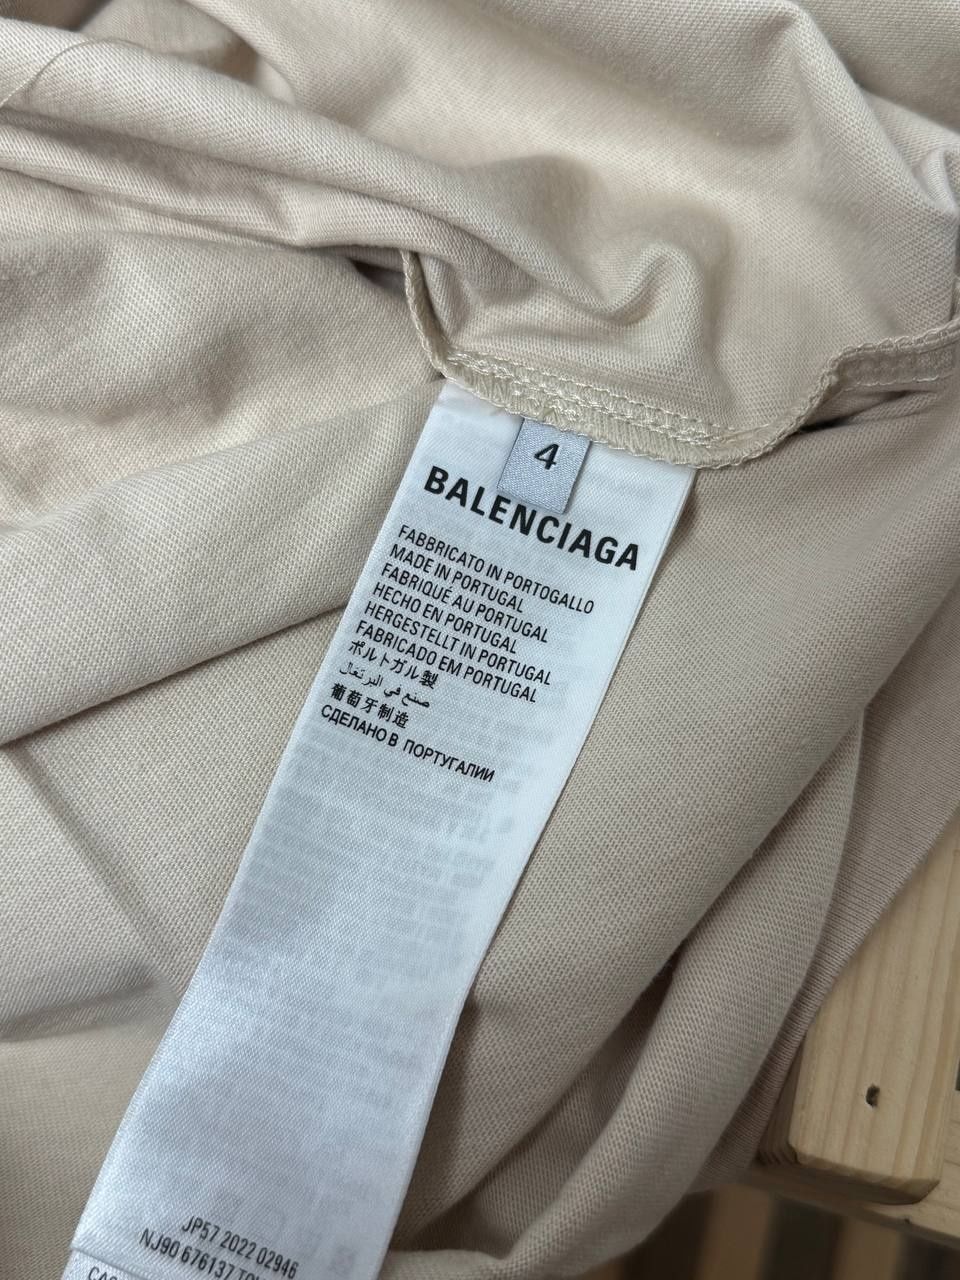 4
BALENCIAGA
FABBRICATO IN PORTOGALLO
MADE IN PORTUGAL
FABRIQUÉ AU PORTUGAL
HECHO EN PORTUGAL
HERGESTELLT IN PORTUGAL
FABRICADO EM PORTUGAL
ポルトガル製
صنع في البرتغال
葡萄牙制造
СДЕЛАНО В ПОРТУГАЛИИ
JP57 2022 02946
NJ90 676137